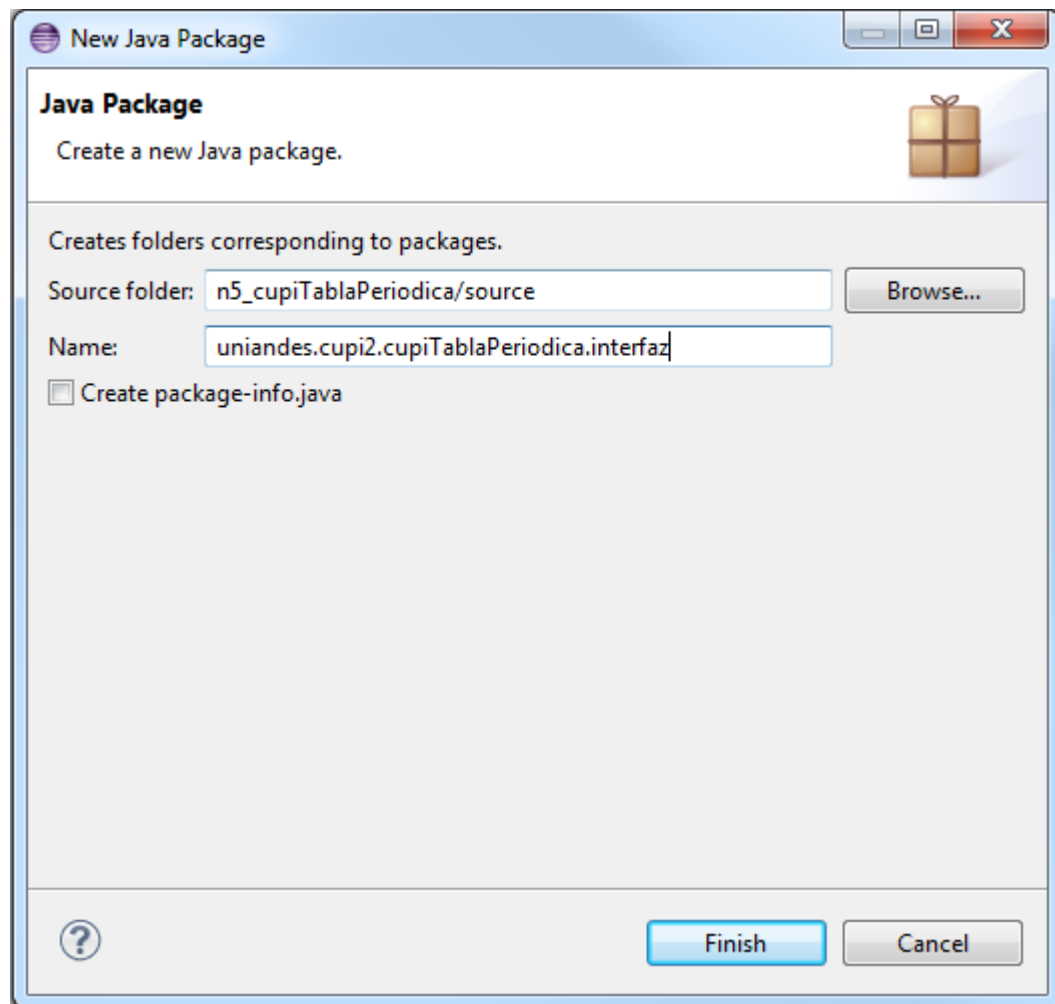 New Java Package
Java Package
Create a new Java package.
Creates folders corresponding to packages.
Source folder: n5_cupiTablaPeriodica/source Browse...
Name: uniandes.cupi2.cupiTablaPeriodica.interfaz
Create package-info.java
? Finish Cancel